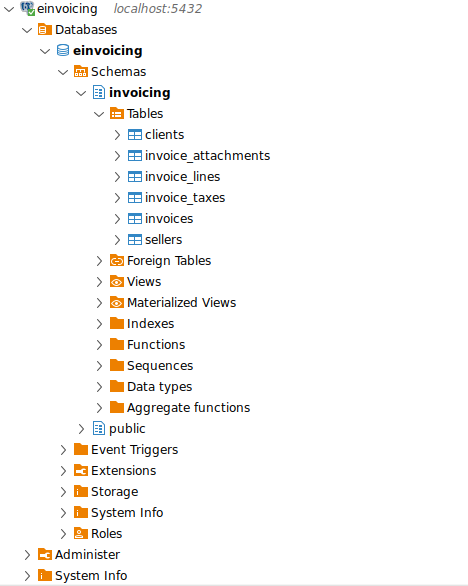 einvoicing localhost:5432
Databases
einvoicing
Schemas
invoicing
Tables
clients
invoice_attachments
invoice_lines
invoice_taxes
invoices
sellers
Foreign Tables
Views
Materialized Views
Indexes
Functions
Sequences
Data types
Aggregate functions
public
Event Triggers
Extensions
Storage
System Info
Roles
Administer
System Info